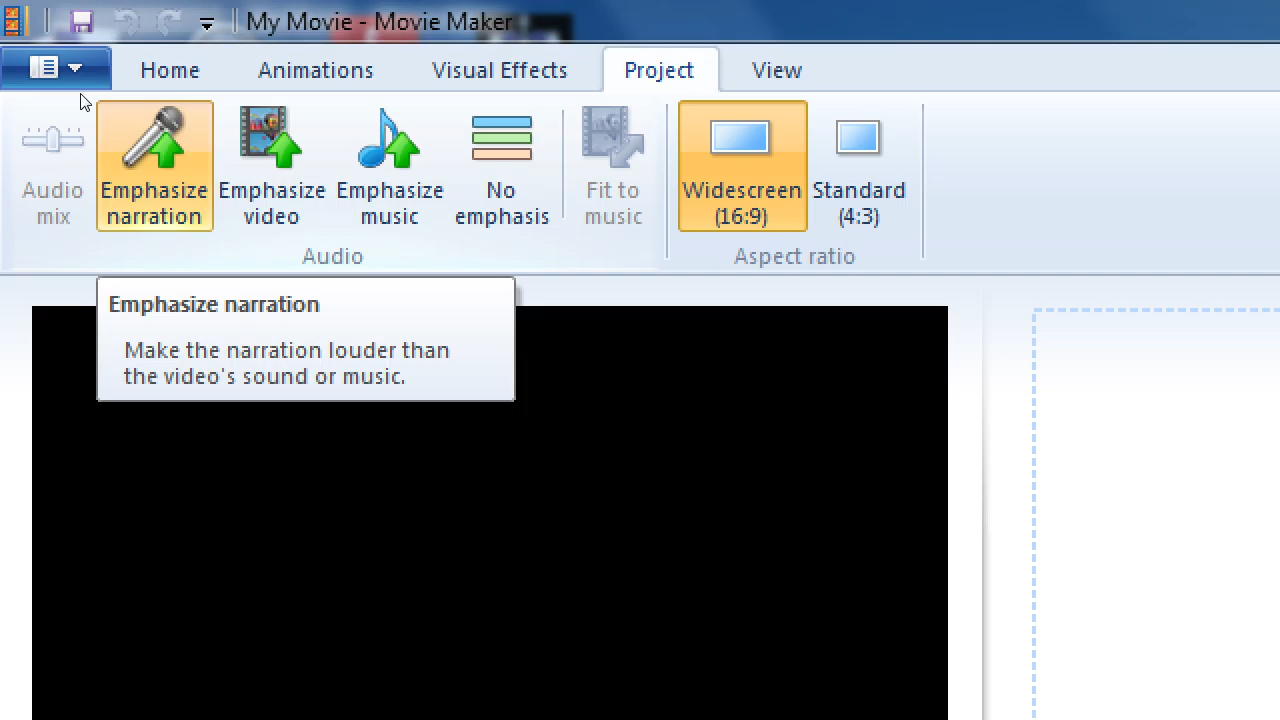 My Movie - Movie Maker
Home Animations Visual Effects Project View
Audio mix
Emphasize narration
Emphasize video
Emphasize music
No emphasis
Fit to music
Widescreen (16:9)
Standard (4:3)
Audio Aspect ratio
Emphasize narration
Make the narration louder than
the video's sound or music.